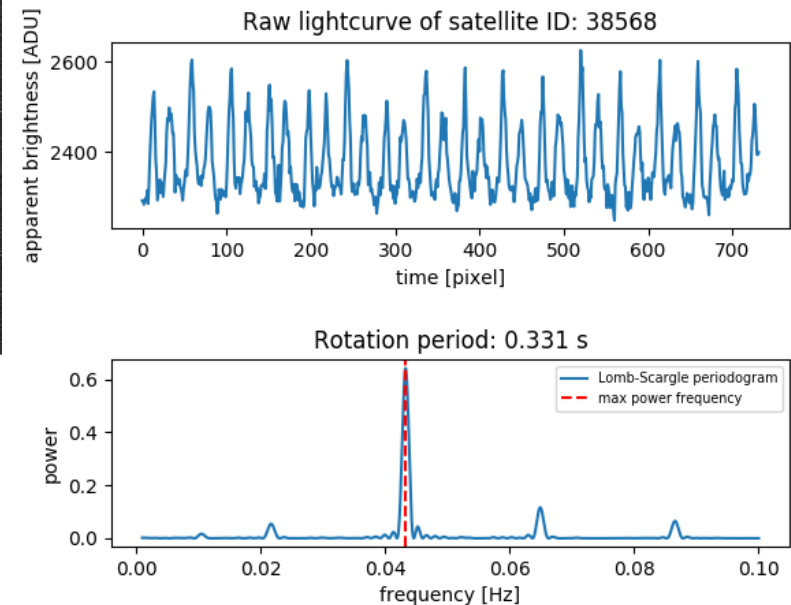 Raw lightcurve of satellite ID: 38568
apparent brightness [ADU]
2600
2400
0 100 200 300 400 500 600 700
time [pixel]
Rotation period: 0.331 s
Lomb-Scargle periodogram
max power frequency
power
0.6
0.4
0.2
0.0
0.00 0.02 0.04 0.06 0.08 0.10
frequency [Hz]